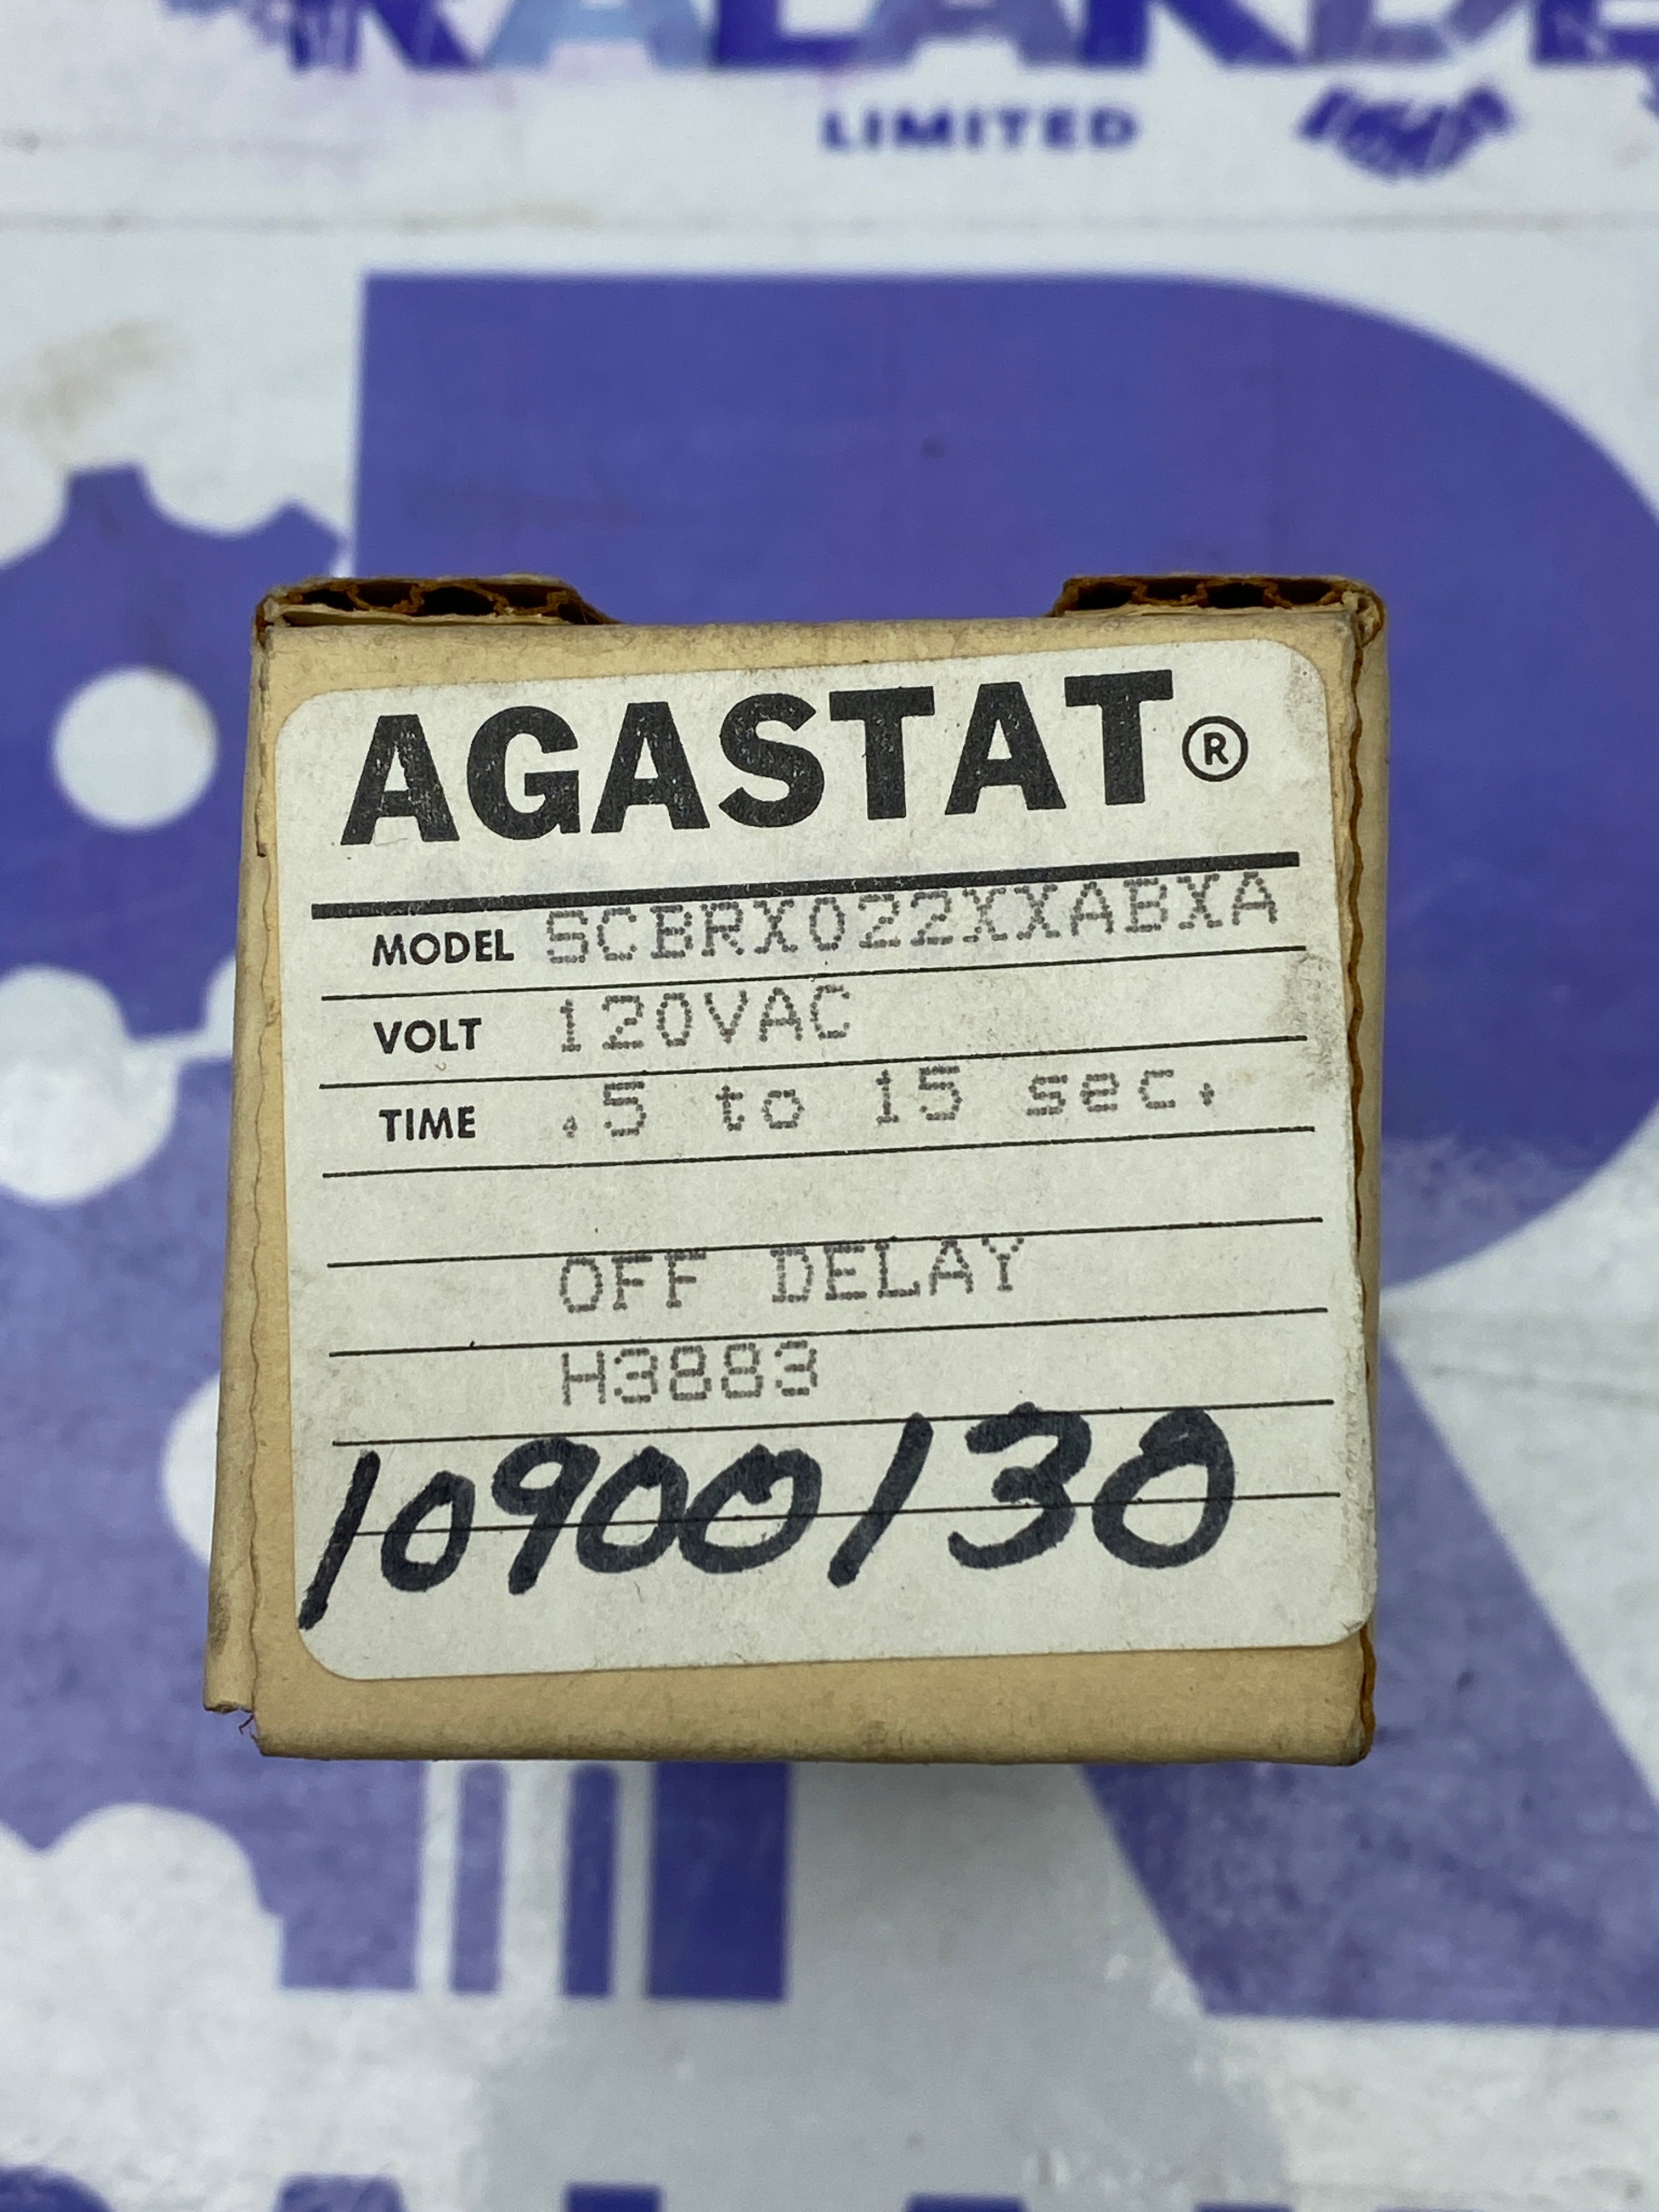 LIMITED
AGASTAT®
MODEL SCBRX022XXABXA
VOLT 120VAC
TIME .5 to 15 sec.
OFF DELAY
H3883
10900130